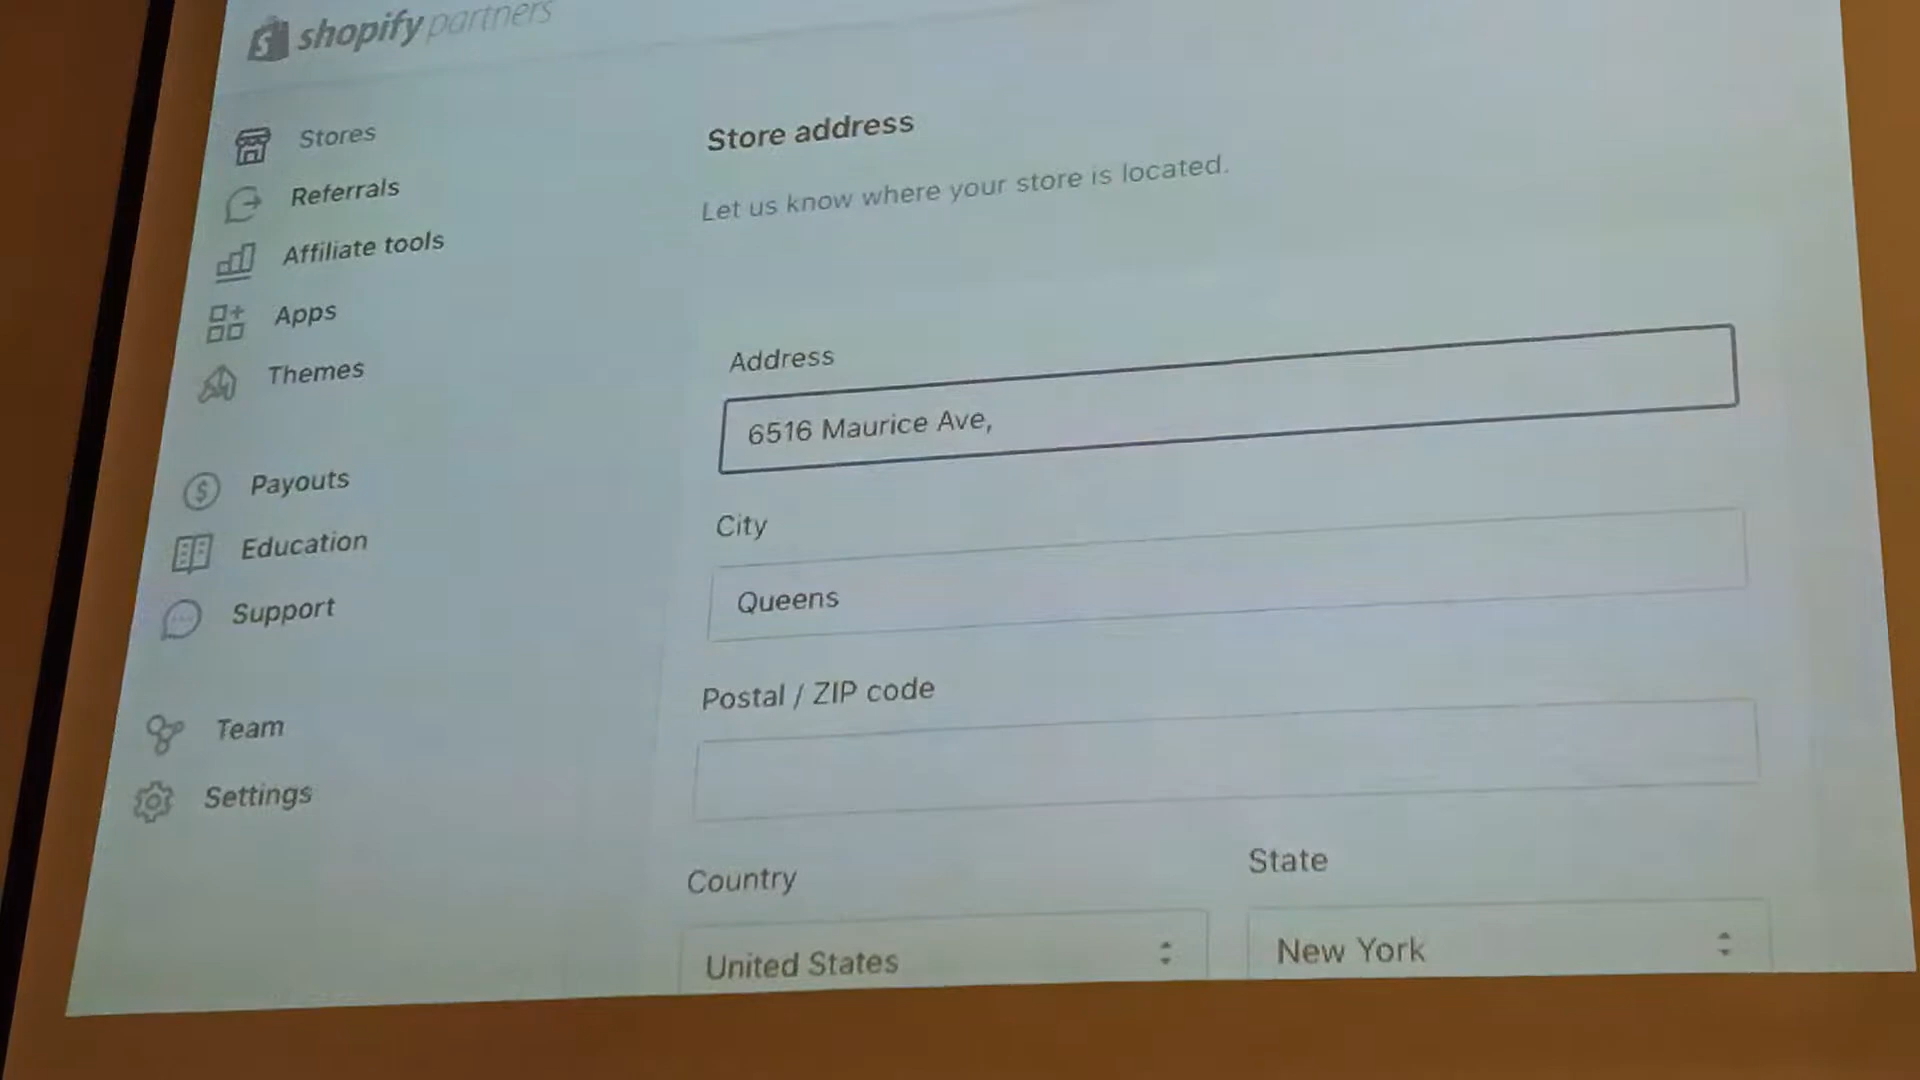 shopify partners
Stores
Referrals
Affiliate tools
Apps
Themes
Payouts
Education
Support
Team
Settings
Store address
Let us know where your store is located.
Address
6516 Maurice Ave,
City
Queens
Postal / ZIP code
Country
State
United States
New York